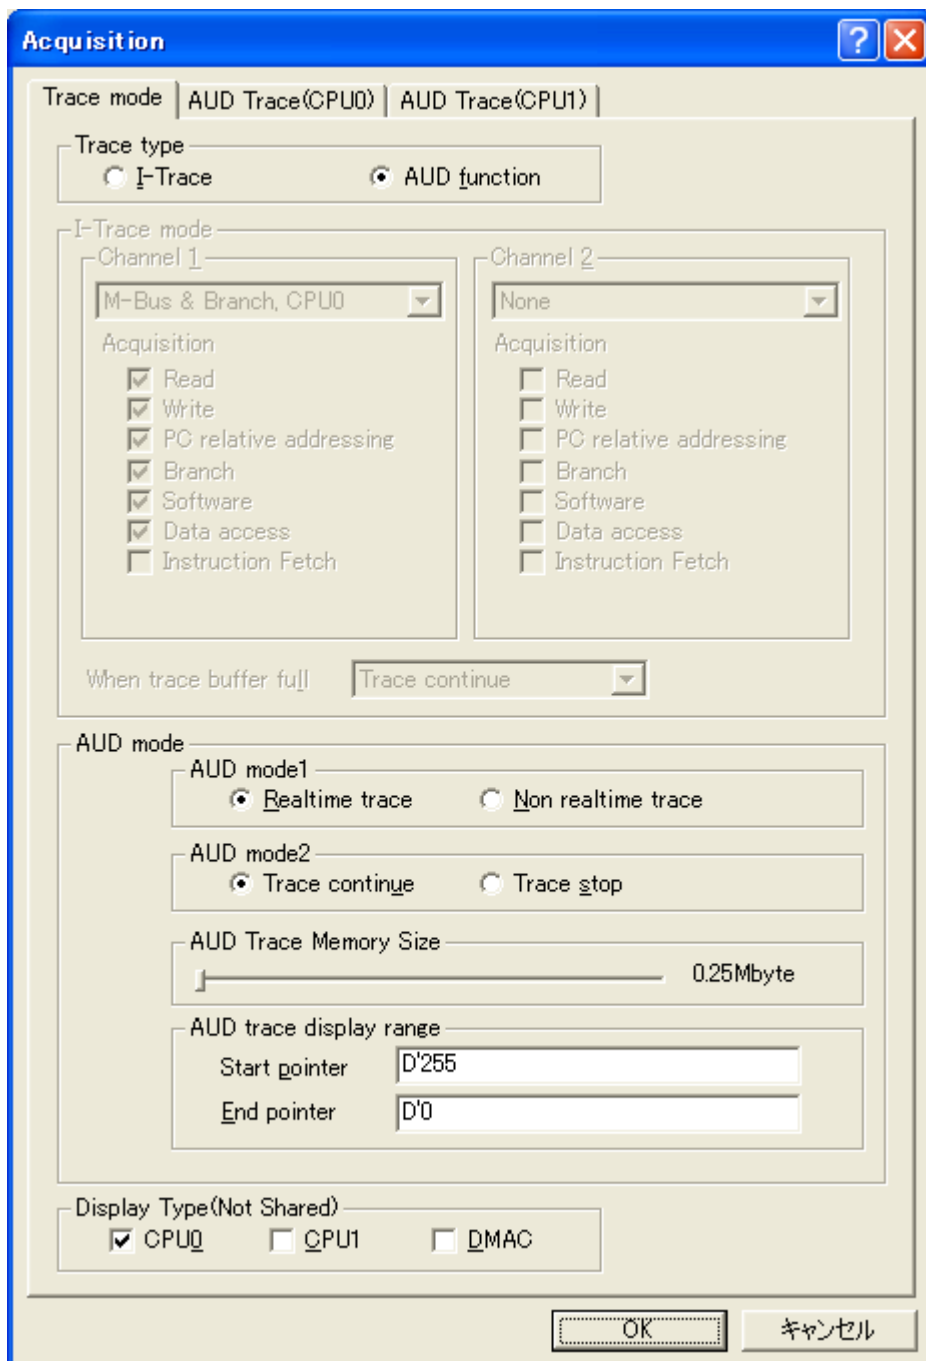 Acquisition
Trace mode AUD Trace(CPU0) AUD Trace(CPU1)
Trace type
I-Trace AUD function
I-Trace mode
Channel 1 Channel 2
M-Bus & Branch, CPU0 None
Acquisition Acquisition
Read Read
Write Write
PC relative addressing PC relative addressing
Branch Branch
Software Software
Data access Data access
Instruction Fetch Instruction Fetch
When trace buffer full Trace continue
AUD mode
AUD mode1
Realtime trace Non realtime trace
AUD mode2
Trace continue Trace stop
AUD Trace Memory Size
0.25Mbyte
AUD trace display range
Start pointer D'255
End pointer D'0
Display Type(Not Shared)
CPU0 CPU1 DMAC
OK キャンセル